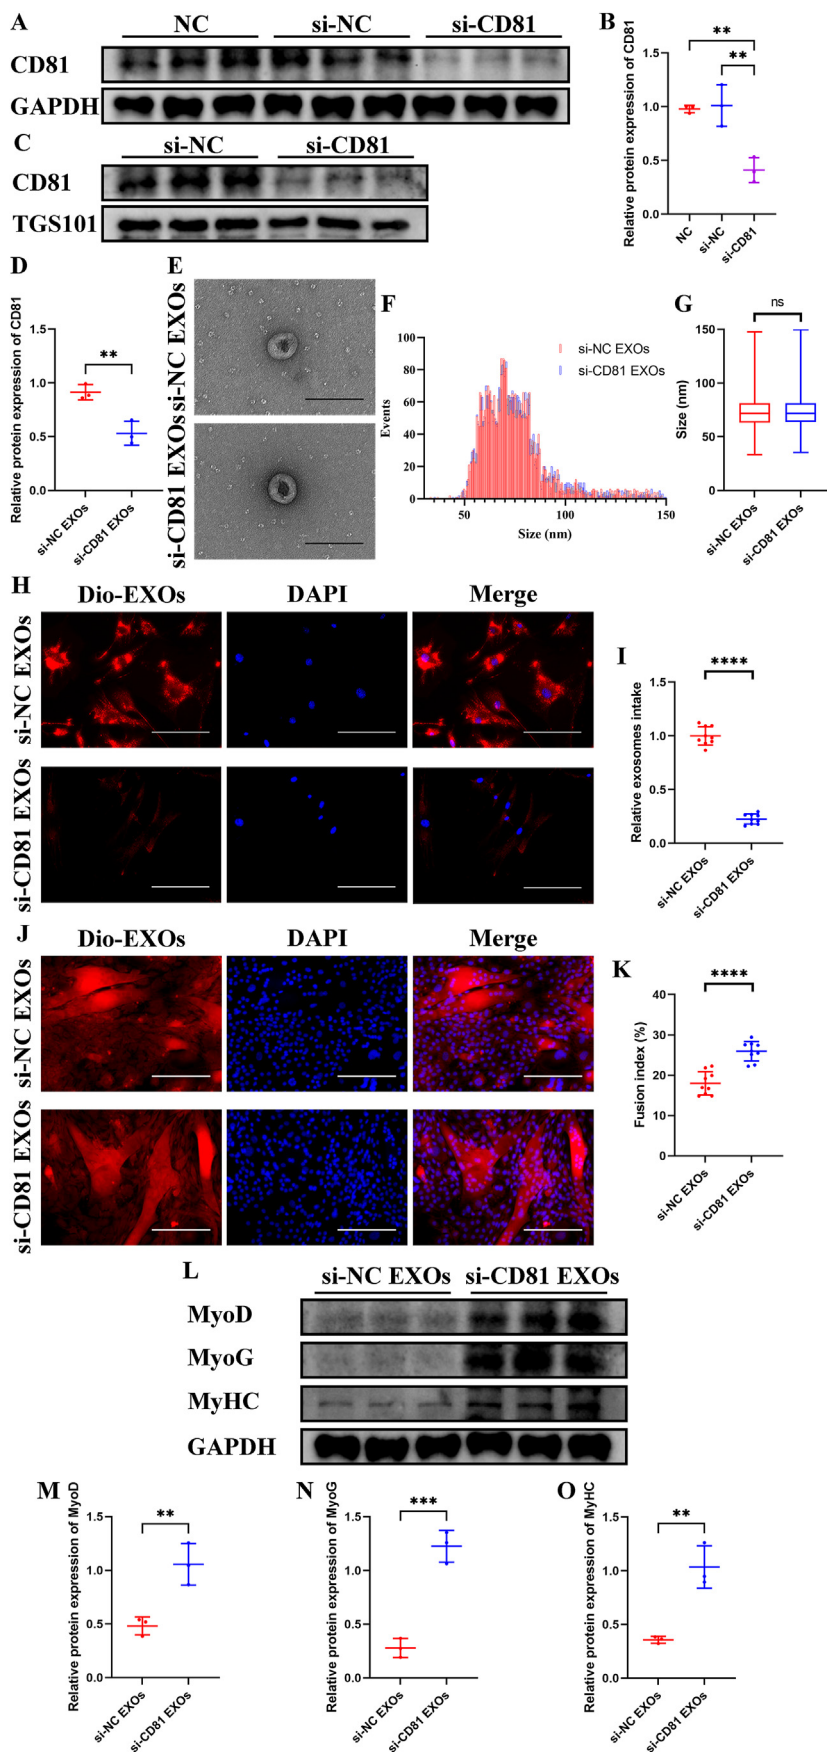 A
NC si-NC si-CD81
CD81
GAPDH
B
Relative protein expression of CD81
1.5
1.0
0.5
0.0
** **
NC si-NC si-CD81
C
si-NC si-CD81
CD81
TGS101
D
Relative protein expression of CD81
1.5
1.0
0.5
0.0
**
si-NC EXOs si-CD81 EXOs
E
si-NC EXOs
si-CD81 EXOs
F
Events
100
80
60
40
20
0
50 100 150
Size (nm)
si-NC EXOs
si-CD81 EXOs
G
Size (nm)
150
100
50
0
ns
si-NC EXOs si-CD81 EXOs
H
Dio-EXOs DAPI Merge
si-NC EXOs
si-CD81 EXOs
I
Relative exosomes intake
1.5
1.0
0.5
0.0
****
si-NC EXOs si-CD81 EXOs
J
Dio-EXOs DAPI Merge
si-NC EXOs
si-CD81 EXOs
K
Fusion index (%)
40
30
20
10
0
****
si-NC EXOs si-CD81 EXOs
L
si-NC EXOs si-CD81 EXOs
MyoD
MyoG
MyHC
GAPDH
M
Relative protein expression of MyoD
1.5
1.0
0.5
0.0
**
si-NC EXOs si-CD81 EXOs
N
Relative protein expression of MyoG
1.5
1.0
0.5
0.0
***
si-NC EXOs si-CD81 EXOs
O
Relative protein expression of MyHC
1.5
1.0
0.5
0.0
**
si-NC EXOs si-CD81 EXOs